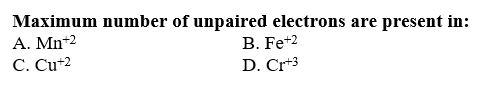 Maximum number of unpaired electrons are present in:
A. Mn⁺² B. Fe⁺²
C. Cu⁺² D. Cr⁺³